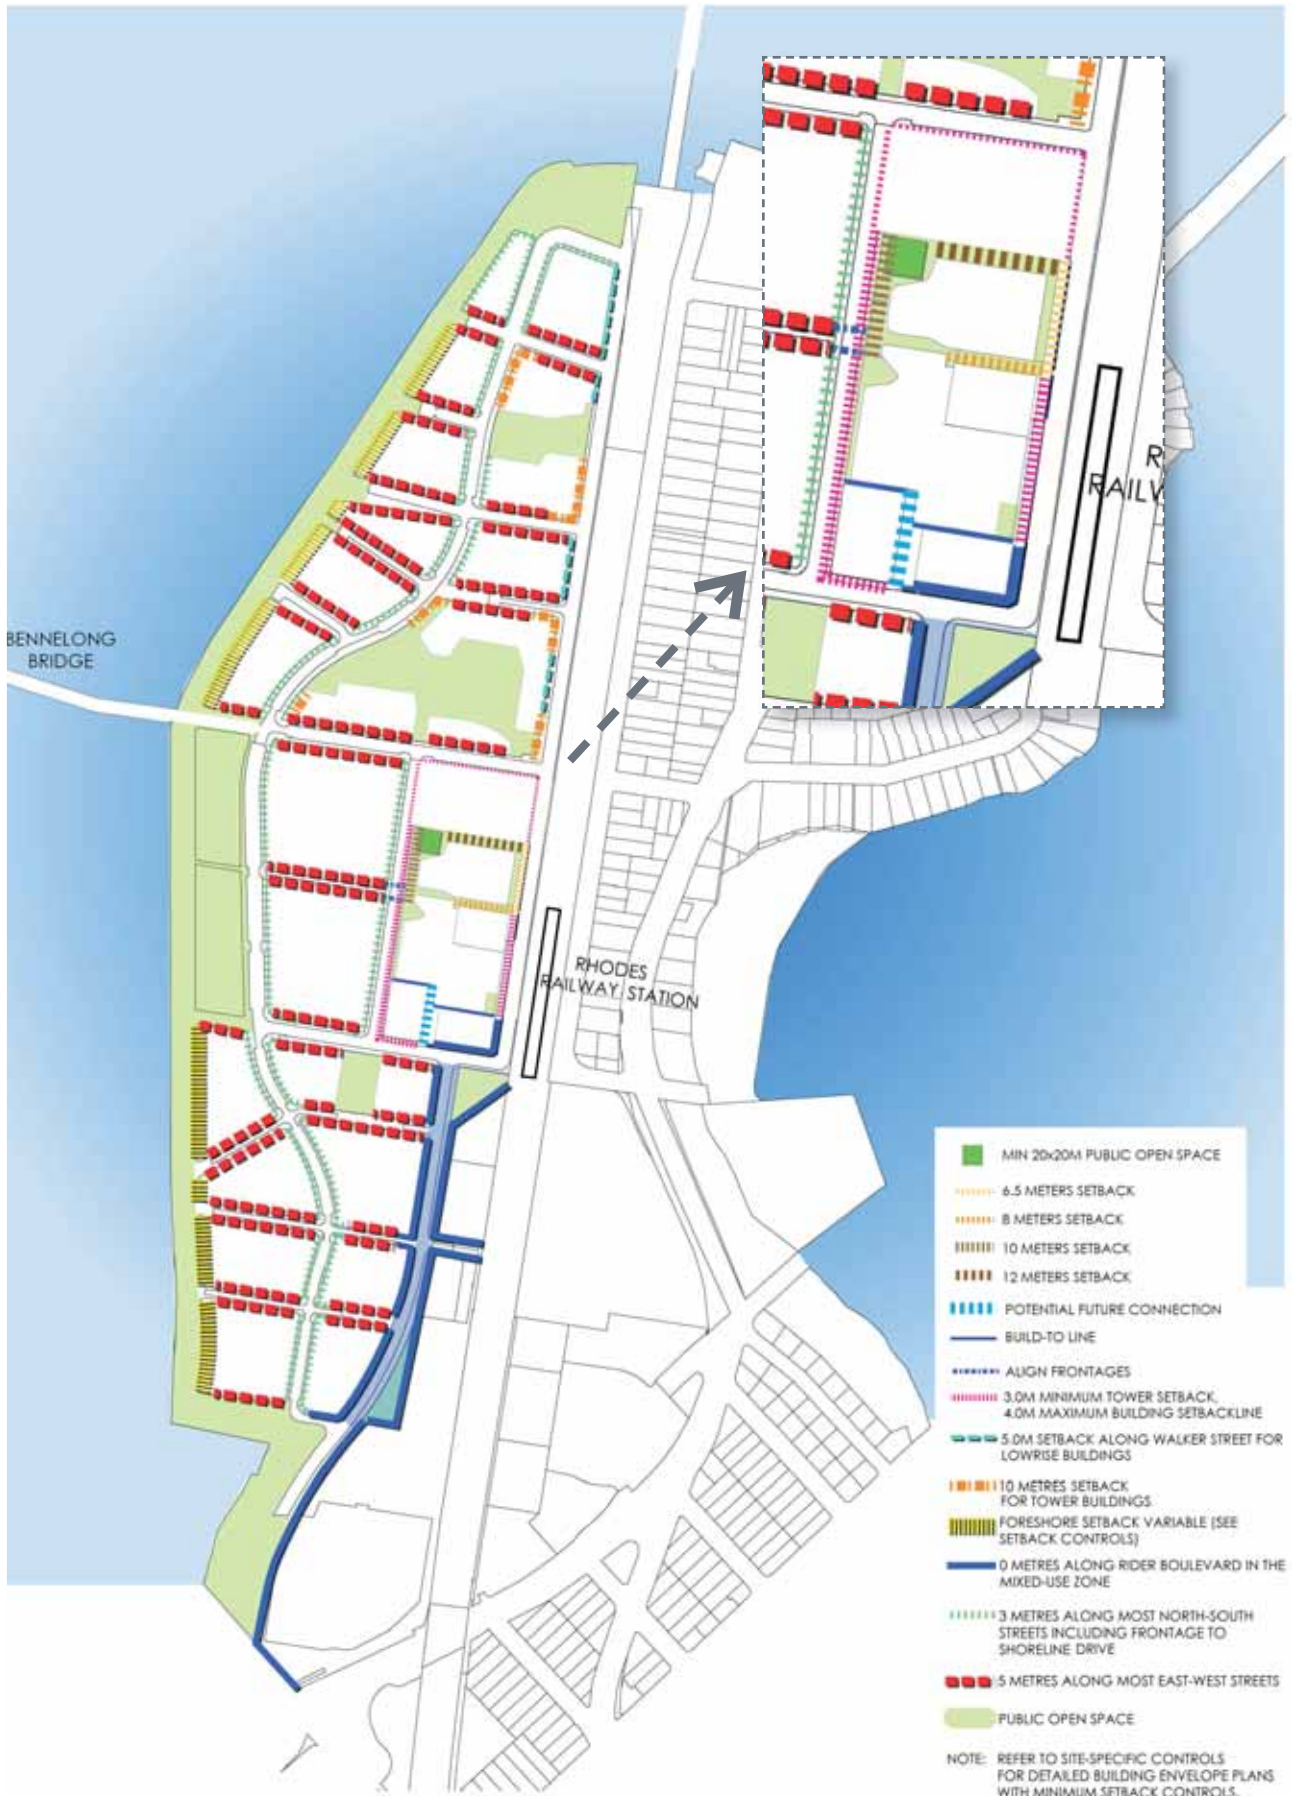 R
RAILW
BENNELONG
BRIDGE
RHODES
RAILWAY STATION
MIN 20x20M PUBLIC OPEN SPACE
6.5 METERS SETBACK
8 METERS SETBACK
10 METERS SETBACK
12 METERS SETBACK
POTENTIAL FUTURE CONNECTION
BUILD-TO LINE
ALIGN FRONTAGES
3.0M MINIMUM TOWER SETBACK,
4.0M MAXIMUM BUILDING SETBACKLINE
5.0M SETBACK ALONG WALKER STREET FOR
LOWRISE BUILDINGS
10 METRES SETBACK
FOR TOWER BUILDINGS
FORESHORE SETBACK VARIABLE (SEE
SETBACK CONTROLS)
0 METRES ALONG RIDER BOULEVARD IN THE
MIXED-USE ZONE
3 METRES ALONG MOST NORTH-SOUTH
STREETS INCLUDING FRONTAGE TO
SHORELINE DRIVE
5 METRES ALONG MOST EAST-WEST STREETS
PUBLIC OPEN SPACE
NOTE: REFER TO SITE-SPECIFIC CONTROLS
FOR DETAILED BUILDING ENVELOPE PLANS
WITH MINIMUM SETBACK CONTROLS.